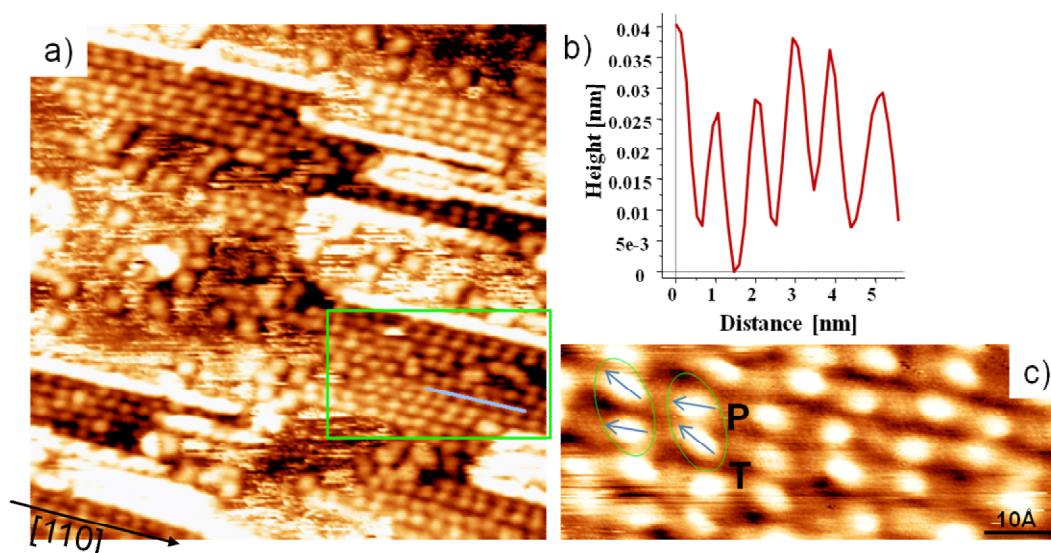 a)
[110]
b)
Height [nm]
0.04
0.035
0.03
0.025
0.02
0.015
0.01
5e-3
0
0 1 2 3 4 5
Distance [nm]
c)
P
T
10Å